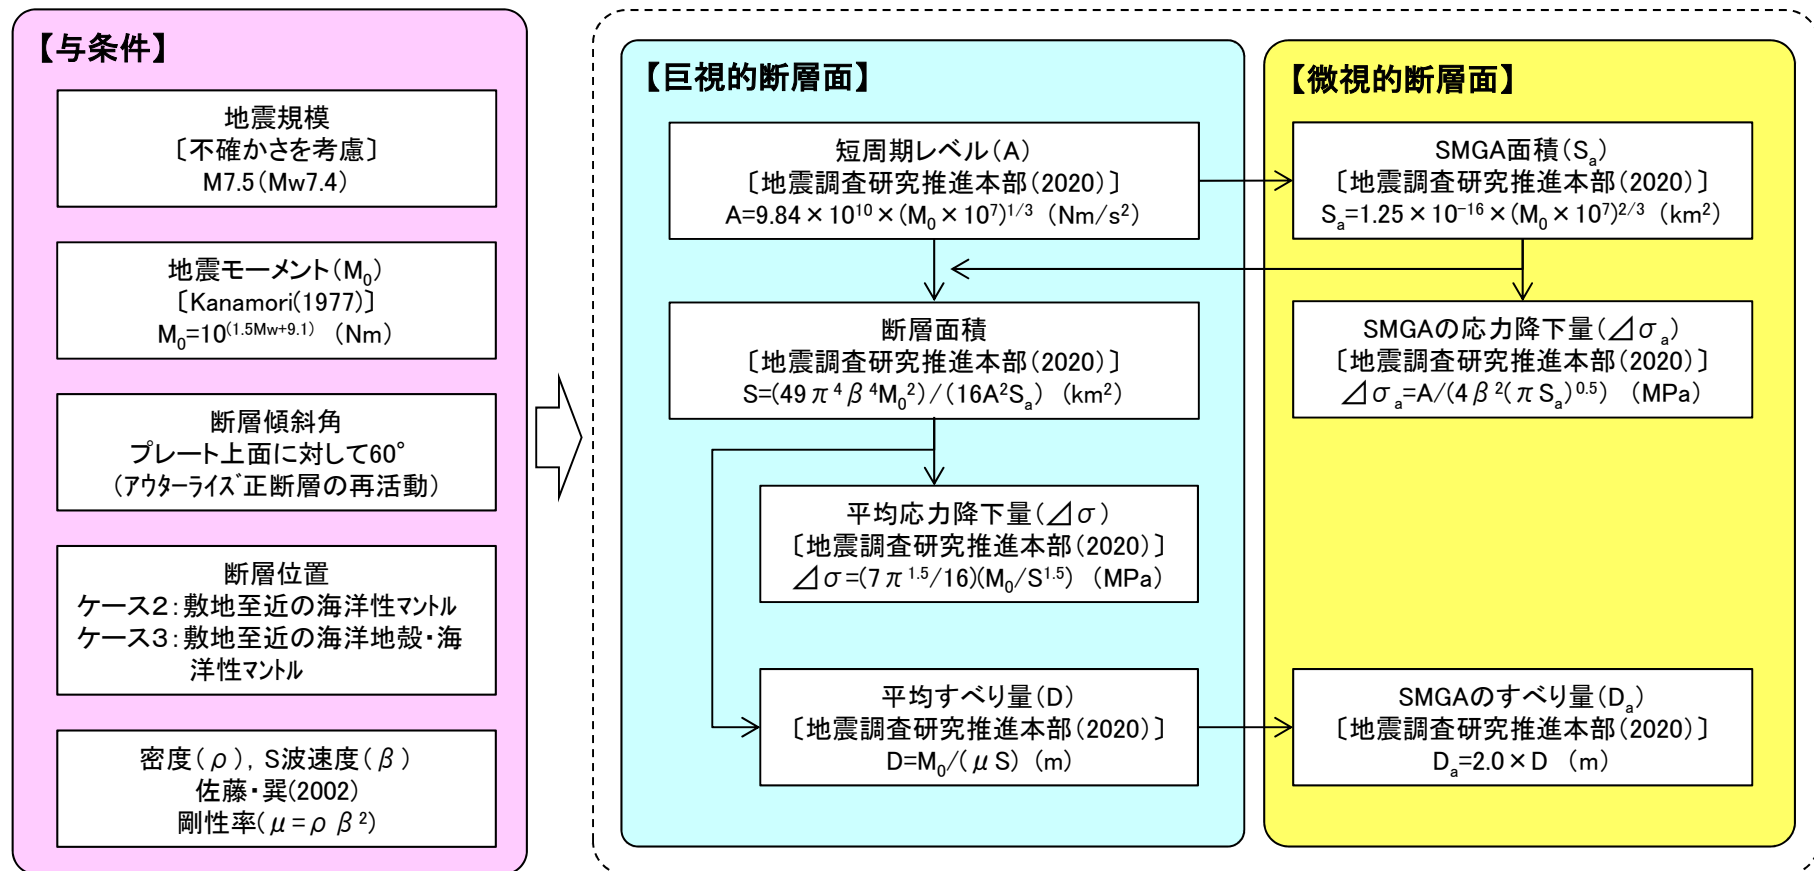 【与条件】
地震規模
〔不確かさを考慮〕
M7.5(Mw7.4)
地震モーメント(M₀)
〔Kanamori(1977)〕
M₀=10⁽¹·⁵ᴹʷ⁺⁹·¹⁾ (Nm)
断層傾斜角
プレート上面に対して60°
(アウターライズ正断層の再活動)
断層位置
ケース2:敷地至近の海洋性マントル
ケース3:敷地至近の海洋地殻・海
洋性マントル
密度(ρ),S波速度(β)
佐藤・巽(2002)
剛性率(μ=ρβ²)
【巨視的断層面】
短周期レベル(A)
〔地震調査研究推進本部(2020)〕
A=9.84×10¹⁰×(M₀×10⁷)¹/³ (Nm/s²)
断層面積
〔地震調査研究推進本部(2020)〕
S=(49π⁴β⁴M₀²)/(16A²Sₐ) (km²)
平均応力降下量(⊿σ)
〔地震調査研究推進本部(2020)〕
⊿σ=(7π¹·⁵/16)(M₀/S¹·⁵) (MPa)
平均すべり量(D)
〔地震調査研究推進本部(2020)〕
D=M₀/(μS) (m)
【微視的断層面】
SMGA面積(Sₐ)
〔地震調査研究推進本部(2020)〕
Sₐ=1.25×10⁻¹⁶×(M₀×10⁷)²/³ (km²)
SMGAの応力降下量(⊿σₐ)
〔地震調査研究推進本部(2020)〕
⊿σₐ=A/(4β²(πSₐ)⁰·⁵) (MPa)
SMGAのすべり量(Dₐ)
〔地震調査研究推進本部(2020)〕
Dₐ=2.0×D (m)